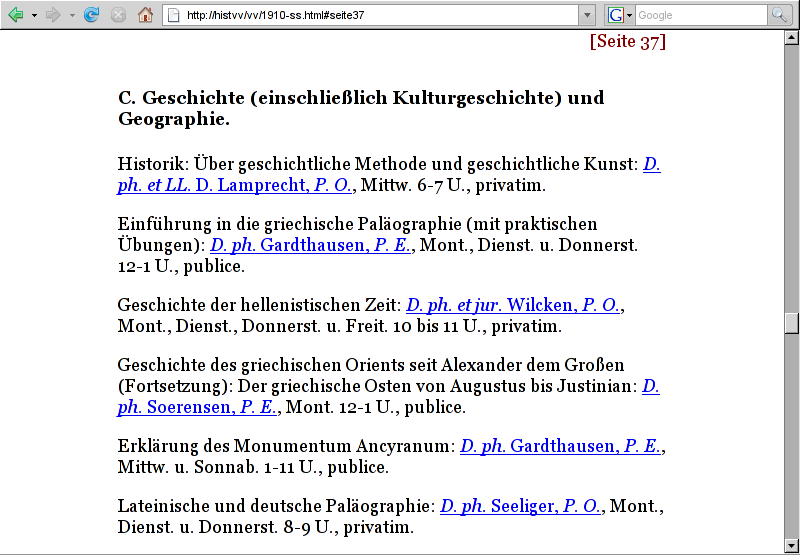 http://histvv/vv/1910-ss.html#seite37
Google
[Seite 37]
C. Geschichte (einschließlich Kulturgeschichte) und
Geographie.
Historik: Über geschichtliche Methode und geschichtliche Kunst: D.
ph. et LL. D. Lamprecht, P. O., Mittw. 6-7 U., privatim.
Einführung in die griechische Paläographie (mit praktischen
Übungen): D. ph. Gardthausen, P. E., Mont., Dienst. u. Donnerst.
12-1 U., publice.
Geschichte der hellenistischen Zeit: D. ph. et jur. Wilcken, P. O.,
Mont., Dienst., Donnerst. u. Freit. 10 bis 11 U., privatim.
Geschichte des griechischen Orients seit Alexander dem Großen
(Fortsetzung): Der griechische Osten von Augustus bis Justinian: D.
ph. Soerensen, P. E., Mont. 12-1 U., publice.
Erklärung des Monumentum Ancyranum: D. ph. Gardthausen, P. E.,
Mittw. u. Sonnab. 1-11 U., publice.
Lateinische und deutsche Paläographie: D. ph. Seeliger, P. O., Mont.,
Dienst. u. Donnerst. 8-9 U., privatim.